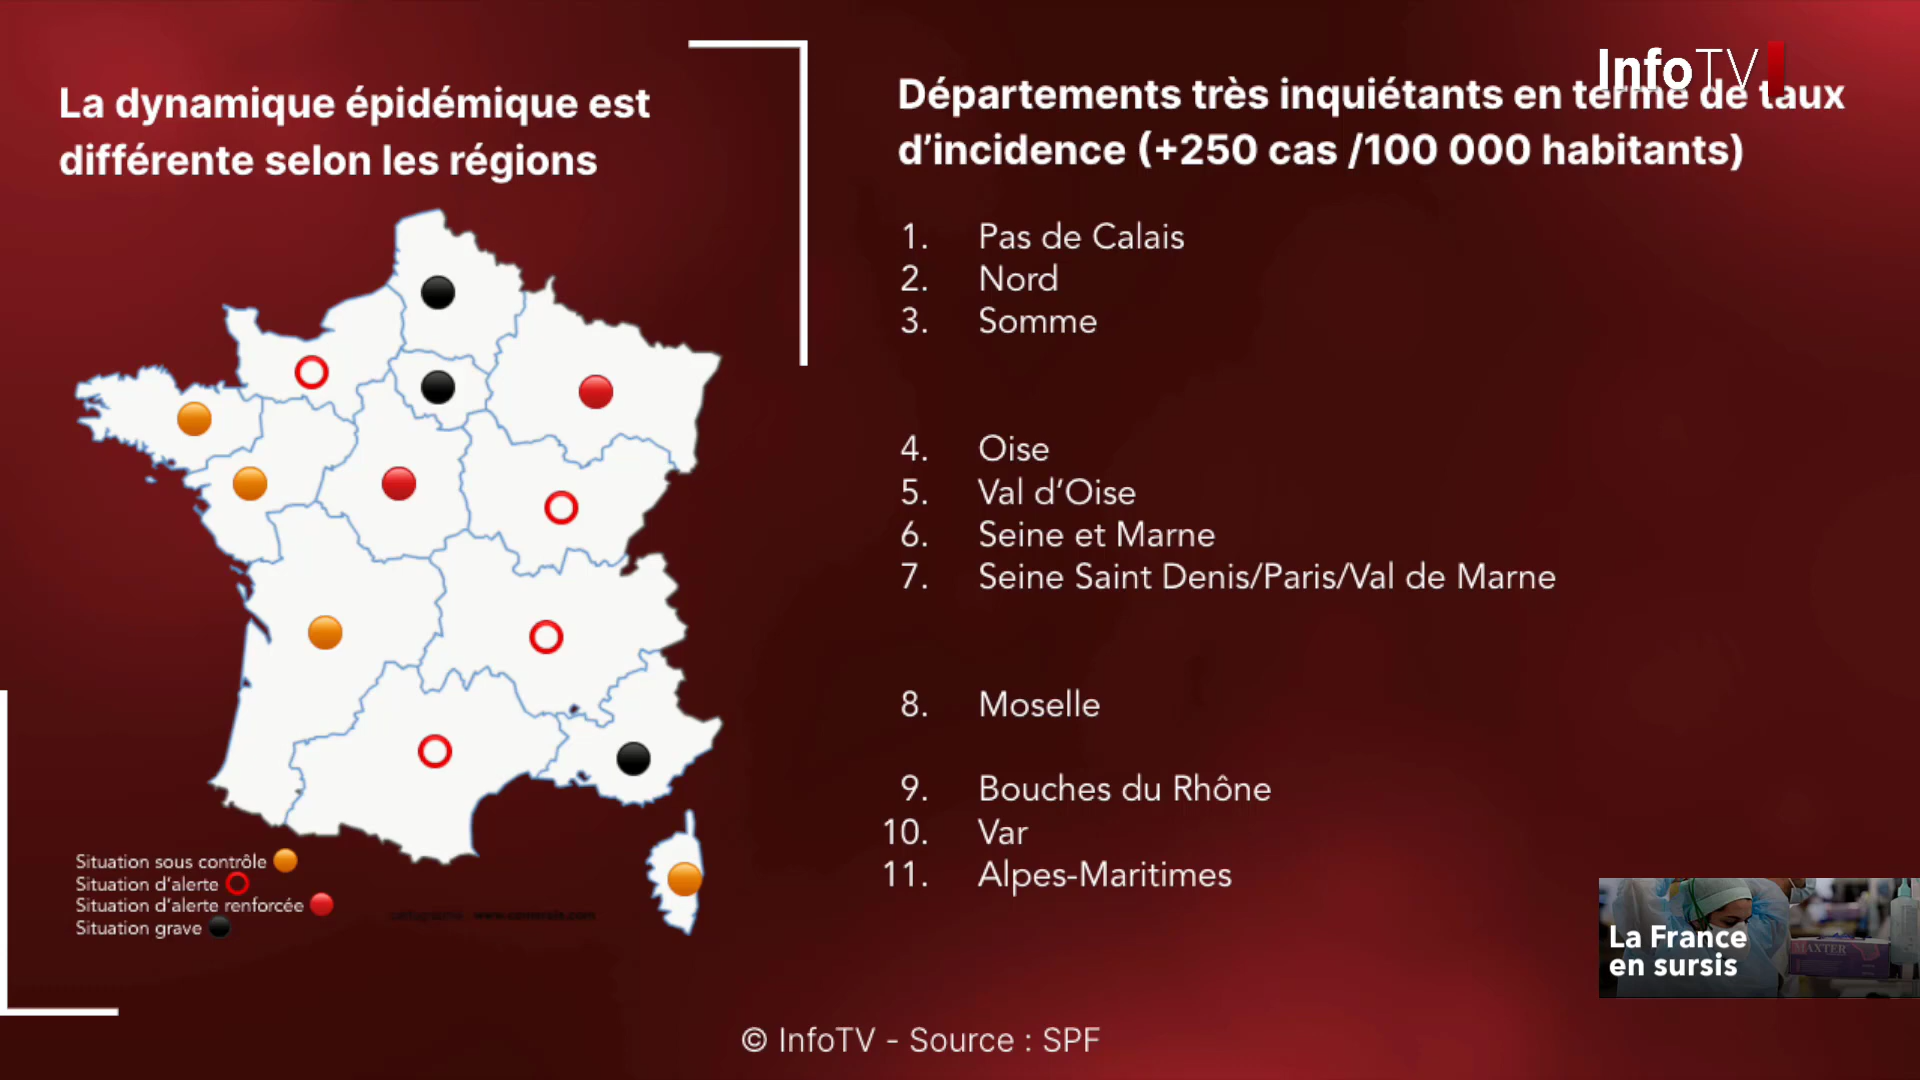 InfoTV
La dynamique épidémique est
différente selon les régions
Situation sous contrôle
Situation d'alerte
Situation d'alerte renforcée
Situation grave
Départements très inquiétants en terme de taux
d'incidence (+250 cas /100 000 habitants)
1. Pas de Calais
2. Nord
3. Somme
4. Oise
5. Val d'Oise
6. Seine et Marne
7. Seine Saint Denis/Paris/Val de Marne
8. Moselle
9. Bouches du Rhône
10. Var
11. Alpes-Maritimes
MAXTER
La France
en sursis
© InfoTV - Source : SPF